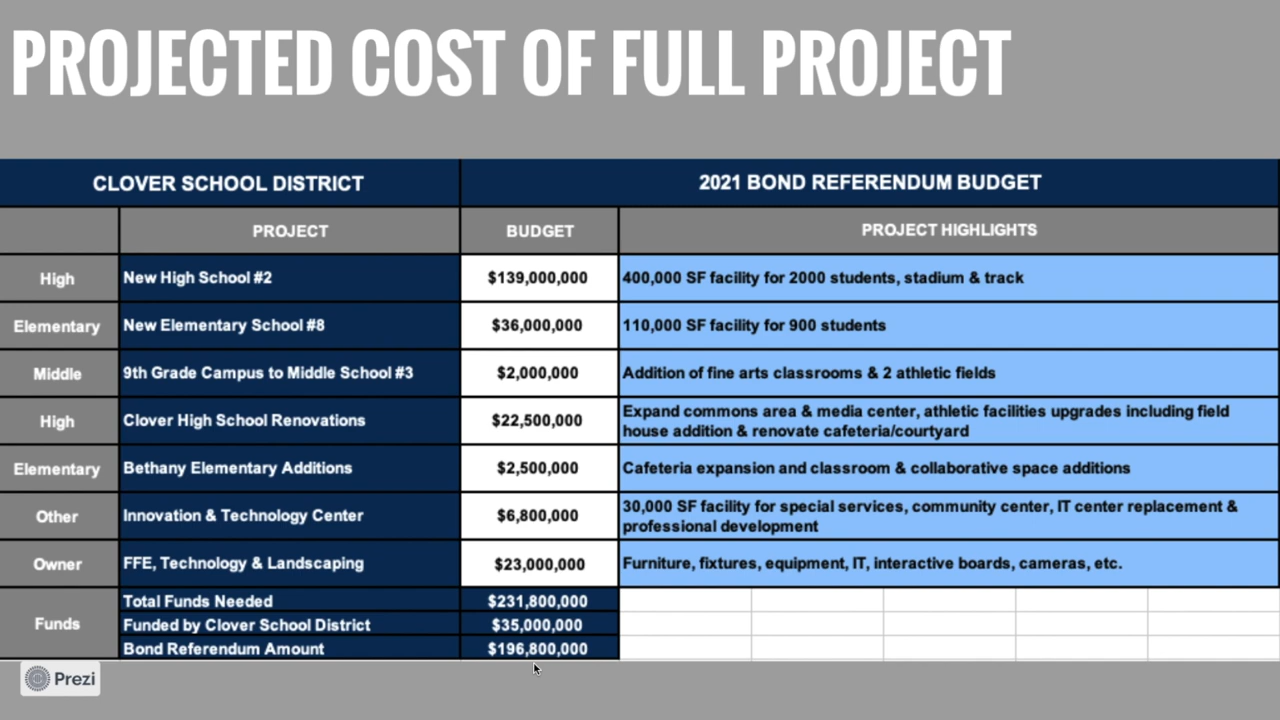 PROJECTED COST OF FULL PROJECT
CLOVER SCHOOL DISTRICT 2021 BOND REFERENDUM BUDGET
PROJECT BUDGET PROJECT HIGHLIGHTS
High New High School #2 $139,000,000 400,000 SF facility for 2000 students, stadium & track
Elementary New Elementary School #8 $36,000,000 110,000 SF facility for 900 students
Middle 9th Grade Campus to Middle School #3 $2,000,000 Addition of fine arts classrooms & 2 athletic fields
High Clover High School Renovations $22,500,000 Expand commons area & media center, athletic facilities upgrades including field
house addition & renovate cafeteria/courtyard
Elementary Bethany Elementary Additions $2,500,000 Cafeteria expansion and classroom & collaborative space additions
Other Innovation & Technology Center $6,800,000 30,000 SF facility for special services, community center, IT center replacement &
professional development
Owner FFE, Technology & Landscaping $23,000,000 Furniture, fixtures, equipment, IT, interactive boards, cameras, etc.
Funds Total Funds Needed $231,800,000
Funded by Clover School District $35,000,000
Bond Referendum Amount $196,800,000
Prezi